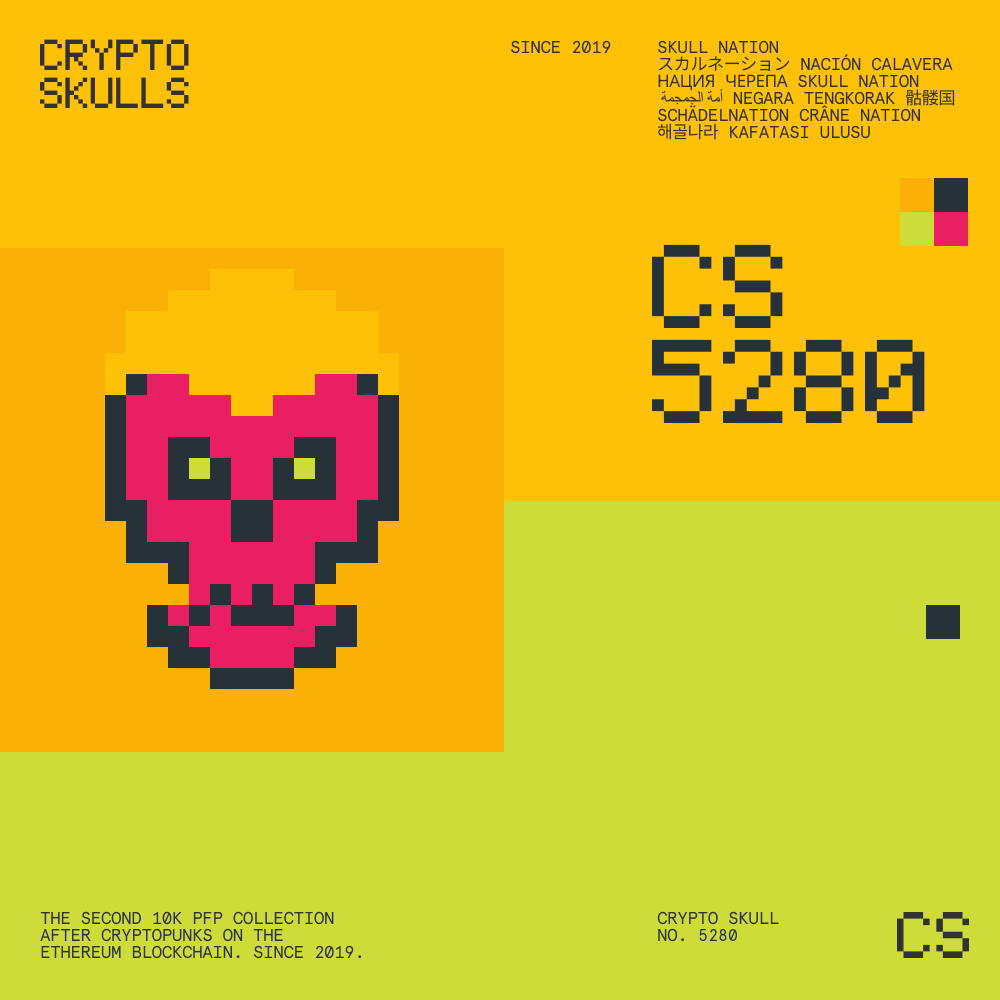 CRYPTO
SKULLS
SINCE 2019
SKULL NATION
スカルネーション NACIÓN CALAVERA
НАЦИЯ ЧЕРЕПА SKULL NATION
أمة الجمجمة NEGARA TENGKORAK 骷髅国
SCHÄDELNATION CRÂNE NATION
해골나라 KAFATASI ULUSU
CS
5280
THE SECOND 10K PFP COLLECTION
AFTER CRYPTOPUNKS ON THE
ETHEREUM BLOCKCHAIN. SINCE 2019.
CRYPTO SKULL
NO. 5280
CS